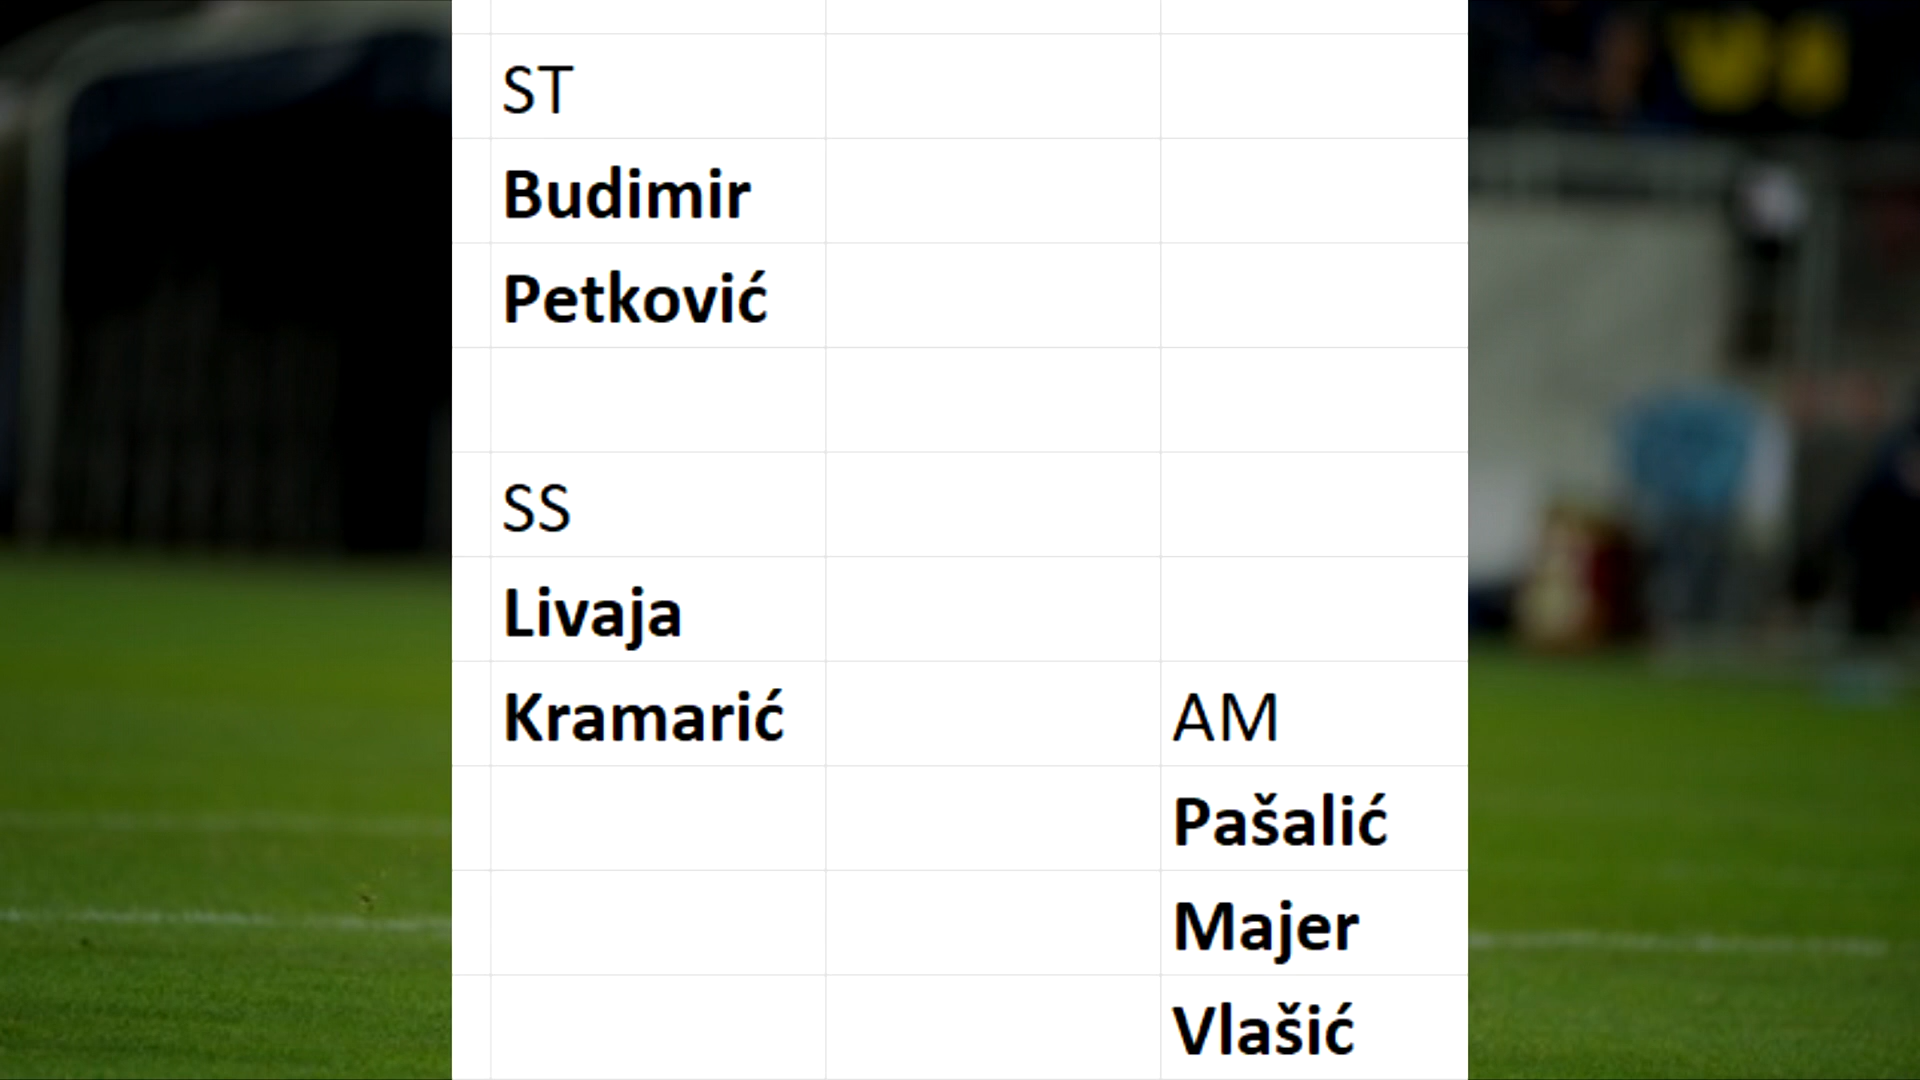 ST
Budimir
Petković
SS
Livaja
Kramarić
AM
Pašalić
Majer
Vlašić